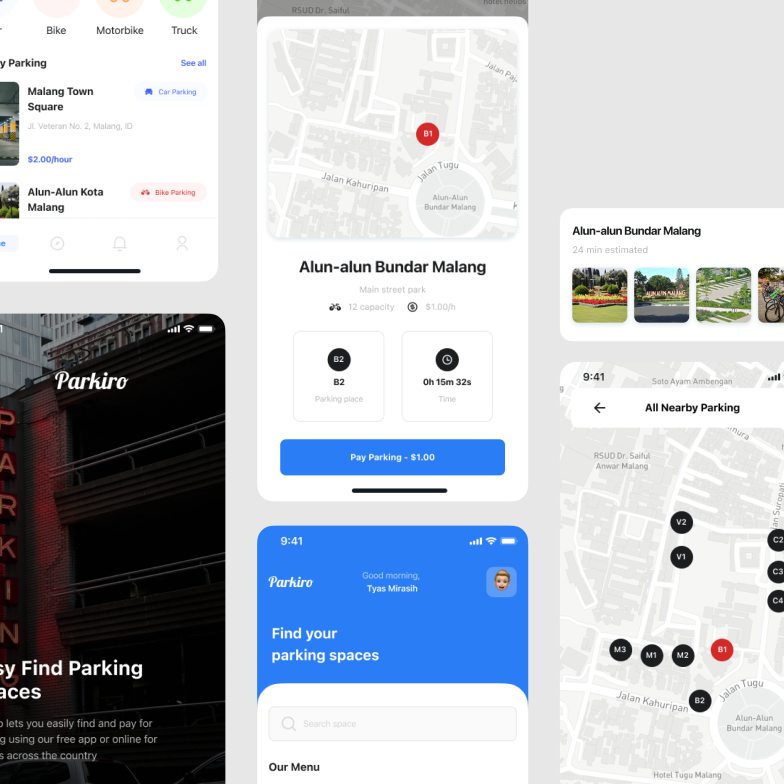 Bike
Motorbike
Truck
y Parking
See all
Malang Town
Square
Car Parking
Jl. Veteran No. 2, Malang, ID
$2.00/hour
Alun-Alun Kota
Malang
Bike Parking
Parkiro
PARKING
sy Find Parking
aces
lets you easily find and pay for
g using our free app or online for
s across the country
RSUD Dr. Saiful
B1
Jalan Tugu
Jalan Kahuripan
Alun-Alun
Bundar Malang
Alun-alun Bundar Malang
Main street park
12 capacity
$1.00/h
B2
B2
Parking place
0h 15m 32s
Time
Pay Parking - $1.00
9:41
Parkiro
Good morning,
Tyas Mirasih
Find your
parking spaces
Search space
Our Menu
Alun-alun Bundar Malang
24 min estimated
ALUN ALUN MALANG
9:41
Soto Ayam Ambengan
All Nearby Parking
RSUD Dr. Saiful
Anwar Malang
V2
V1
C2
C3
C4
M3
M1
M2
B1
B2
Jalan Tugu
Jalan Kahuripan
Alun-Alun
Bundar Malang
Hotel Tugu Malang